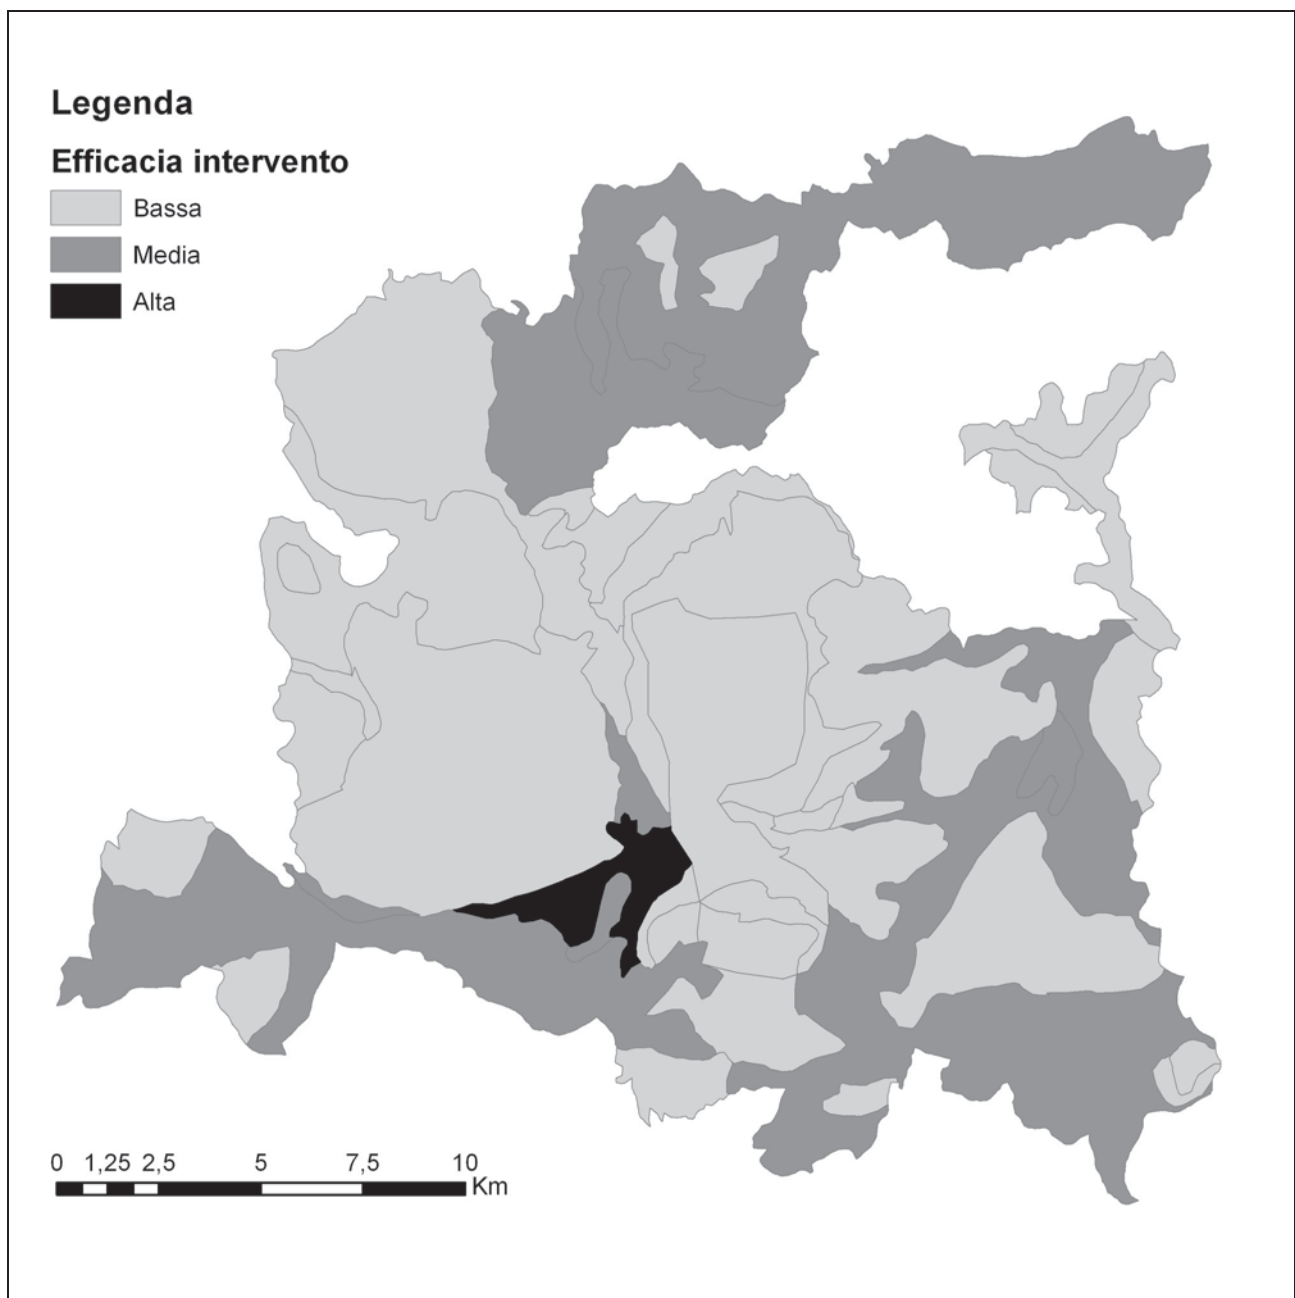 Legenda
Efficacia intervento
Bassa
Media
Alta
0 1,25 2,5 5 7,5 10
Km